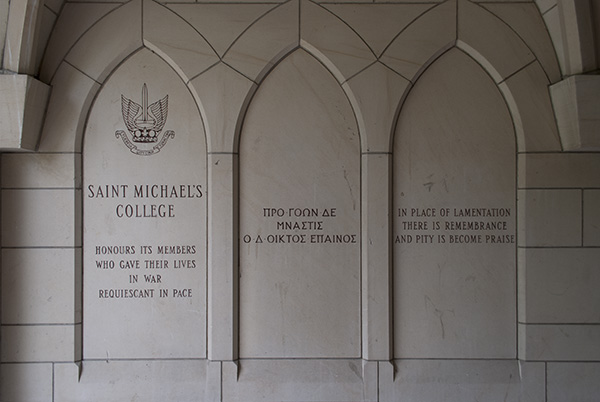 SAINT MICHAEL'S
COLLEGE
HONOURS ITS MEMBERS
WHO GAVE THEIR LIVES
IN WAR
REQUIESCANT IN PACE
ΠΡΟ·ΓΟΩΝ·ΔΕ
ΜΝΑΣΤΙΣ
Ο·Δ·ΟΙΚΤΟΣ ΕΠΑΙΝΟΣ
IN PLACE OF LAMENTATION
THERE IS REMEMBRANCE
AND PITY IS BECOME PRAISE